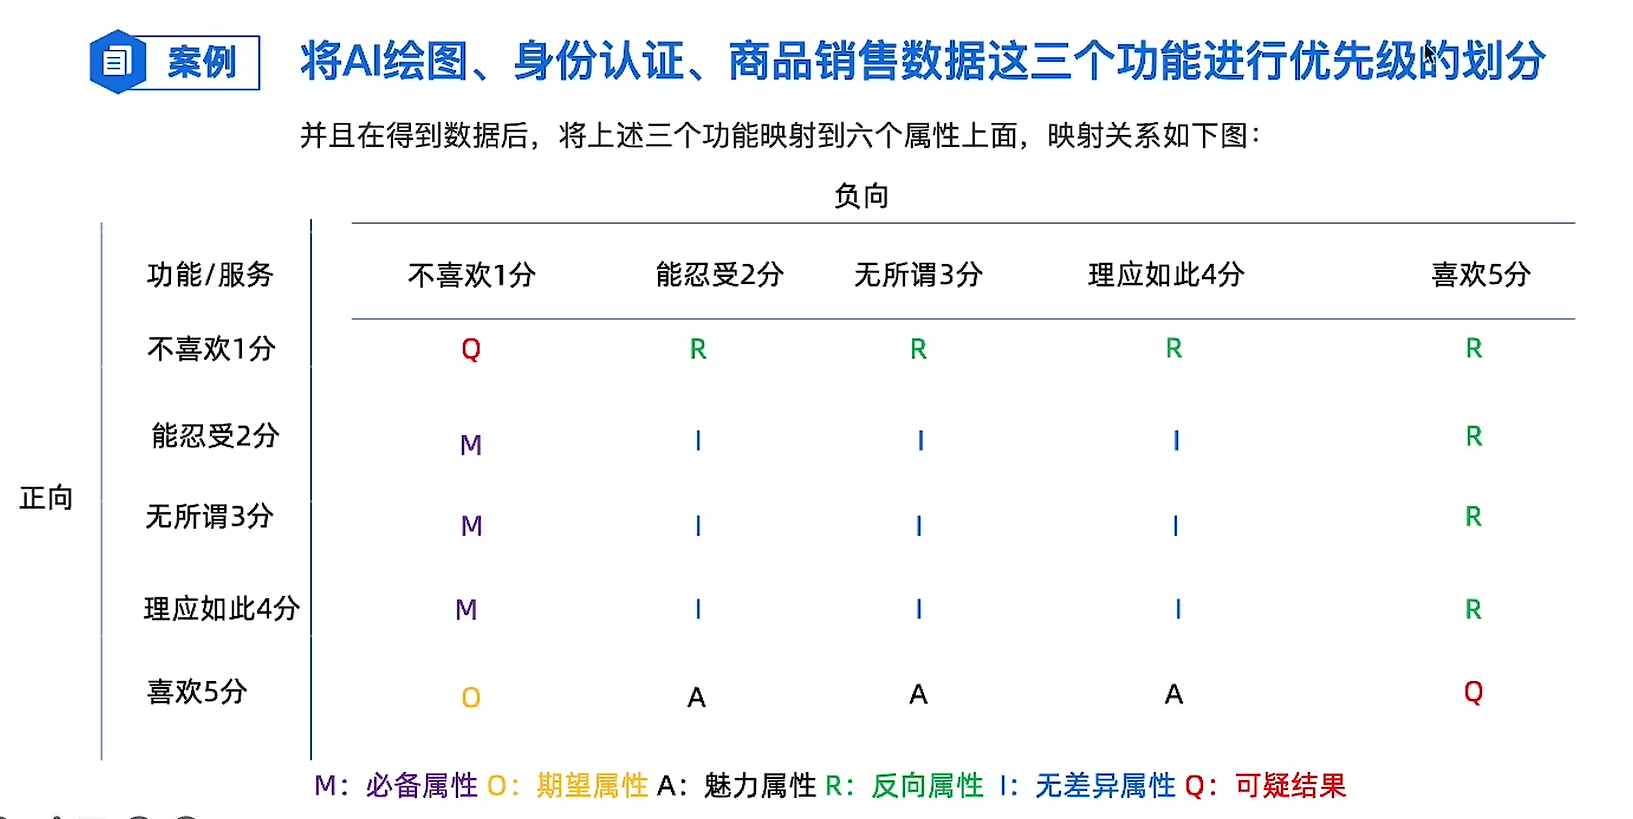 案例
将AI绘图、身份认证、商品销售数据这三个功能进行优先级的划分
并且在得到数据后，将上述三个功能映射到六个属性上面，映射关系如下图：
负向
功能/服务 不喜欢1分 能忍受2分 无所谓3分 理应如此4分 喜欢5分
不喜欢1分 Q R R R R
能忍受2分 M I I I R
正向
无所谓3分 M I I I R
理应如此4分 M I I I R
喜欢5分 O A A A Q
M：必备属性 O：期望属性 A：魅力属性 R：反向属性 I：无差异属性 Q：可疑结果